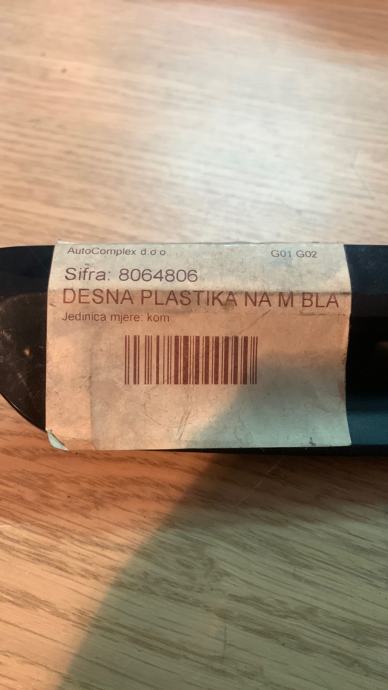 AutoComplex d.o.o
G01 G02
Sifra: 8064806
DESNA PLASTIKA NA M BLA
Jedinica mjere: kom